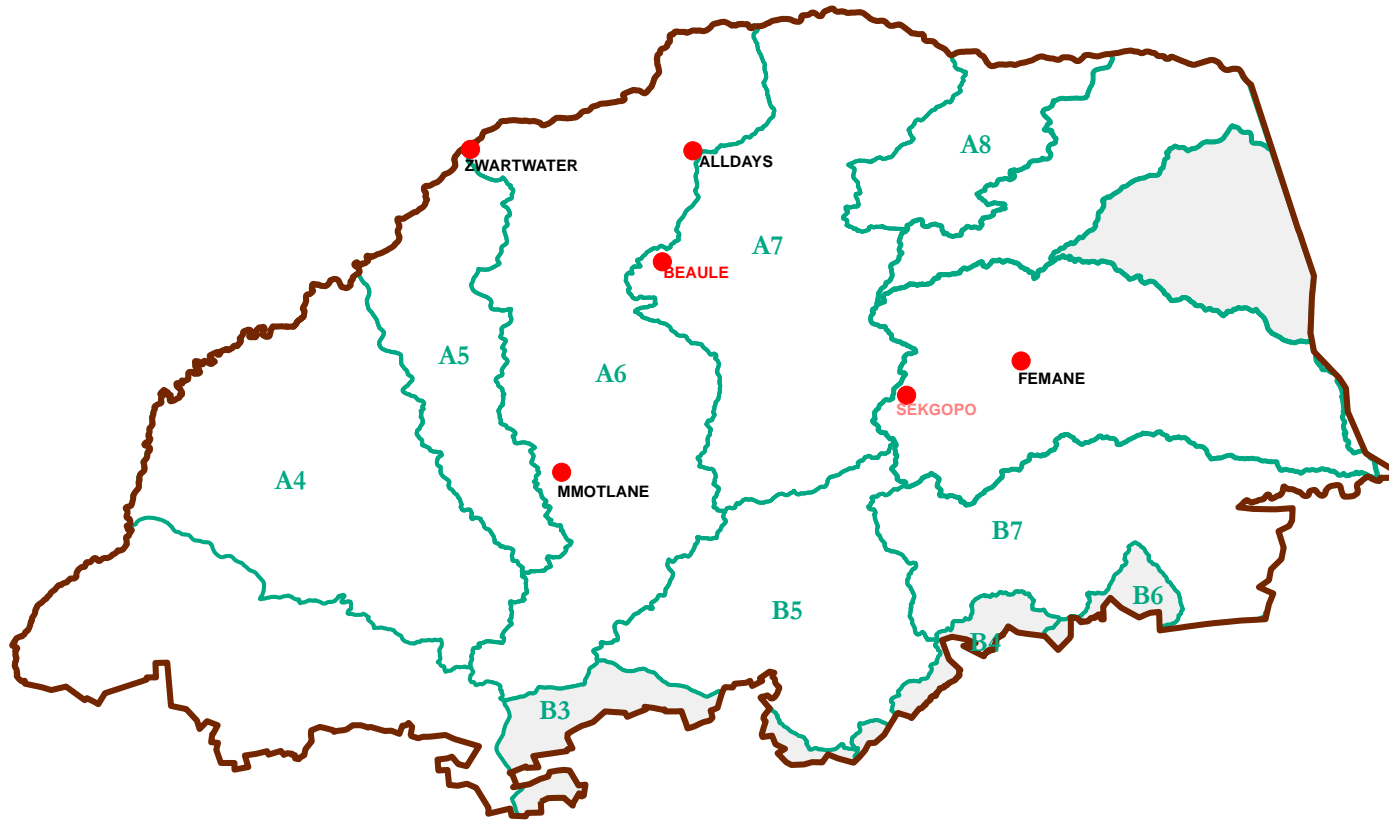 ZWARTWATER
ALLDAYS
A8
A7
BEAULE
A5
A6
FEMANE
SEKGOPO
A4
MMOTLANE
B7
B6
B5
B4
B3